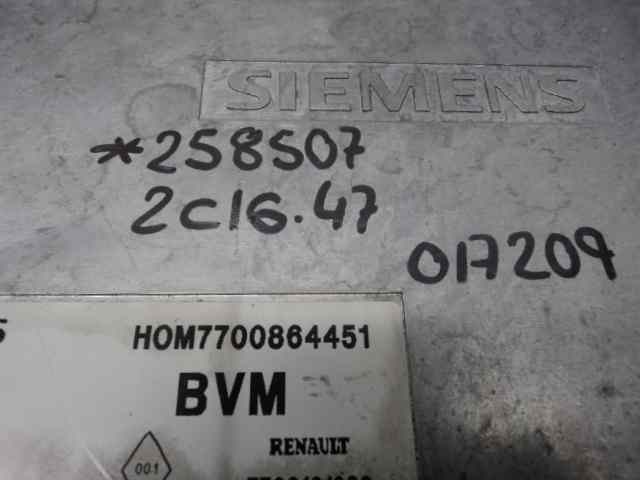 SIEMENS
*258507
2C16.47
017209
HOM7700864451
BVM
RENAULT
001